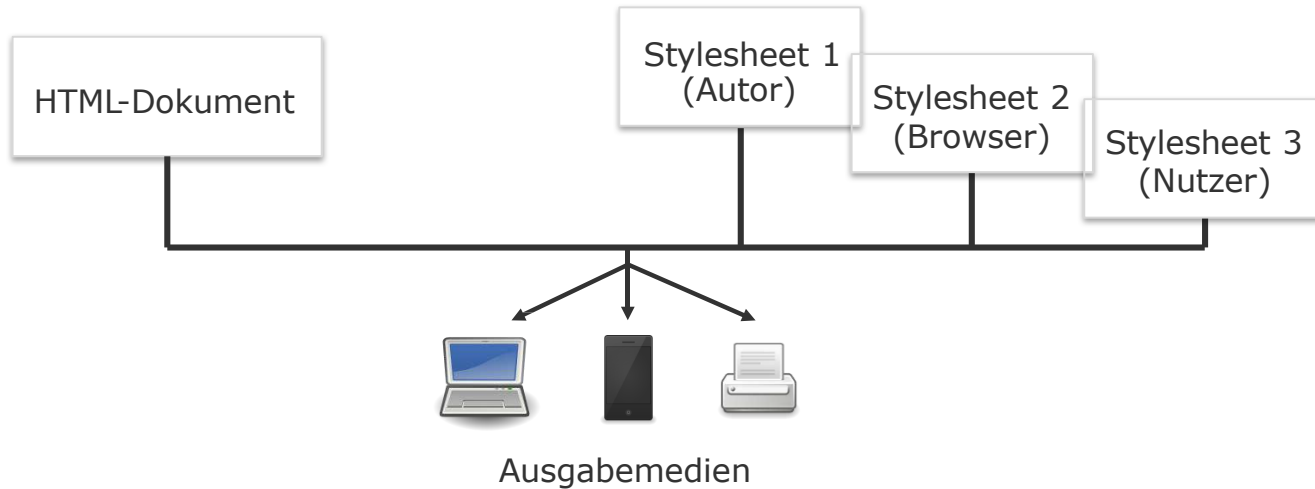 HTML-Dokument
Stylesheet 1
(Autor)
Stylesheet 2
(Browser)
Stylesheet 3
(Nutzer)
Ausgabemedien